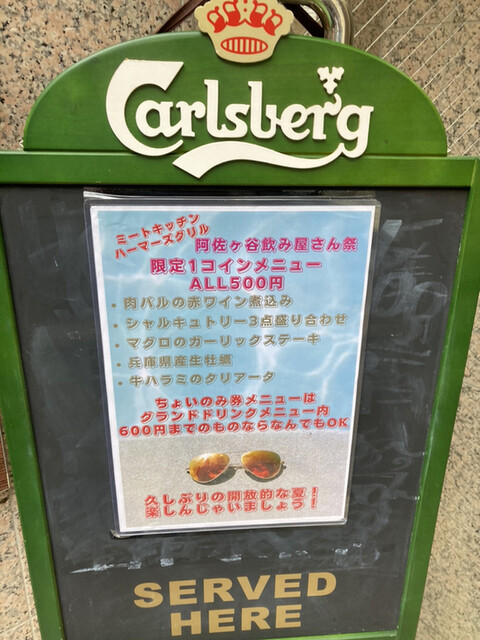 Carlsberg
ミートキッチン
ハーマーズグリル
阿佐ヶ谷飲み屋さん祭
限定1コインメニュー
ALL500円
・肉バルの赤ワイン煮込み
・シャルキュトリー3点盛り合わせ
・マグロのガーリックステーキ
・兵庫県産生牡蠣
・牛ハラミのタリアータ
ちょいのみ券メニューは
グランドドリンクメニュー内
600円までのものならなんでもOK
久しぶりの開放的な夏！
楽しんじゃいましょう！
SERVED
HERE